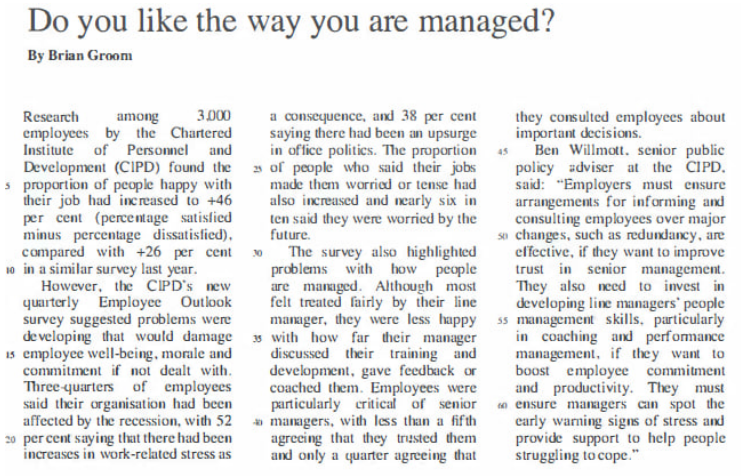 Do you like the way you are managed?
By Brian Groom
Research among 3,000
employees by the Chartered
Institute of Personnel and
Development (CIPD) found the
5 proportion of people happy with
their job had increased to +46
per cent (percentage satisfied
minus percentage dissatisfied),
compared with +26 per cent
10 in a similar survey last year.
However, the CIPD's new
quarterly Employee Outlook
survey suggested problems were
developing that would damage
15 employee well-being, morale and
commitment if not dealt with.
Three-quarters of employees
said their organisation had been
affected by the recession, with 52
20 per cent saying that there had been
increases in work-related stress as
a consequence, and 38 per cent
saying there had been an upsurge
in office politics. The proportion
25 of people who said their jobs
made them worried or tense had
also increased and nearly six in
ten said they were worried by the
future.
30 The survey also highlighted
problems with how people
are managed. Although most
felt treated fairly by their line
manager, they were less happy
35 with how far their manager
discussed their training and
development, gave feedback or
coached them. Employees were
particularly critical of senior
40 managers, with less than a fifth
agreeing that they trusted them
and only a quarter agreeing that
they consulted employees about
important decisions.
45 Ben Willmott, senior public
policy adviser at the CIPD,
said: "Employers must ensure
arrangements for informing and
consulting employees over major
50 changes, such as redundancy, are
effective, if they want to improve
trust in senior management.
They also need to invest in
developing line managers' people
55 management skills, particularly
in coaching and performance
management, if they want to
boost employee commitment
and productivity. They must
60 ensure managers can spot the
early warning signs of stress and
provide support to help people
struggling to cope."